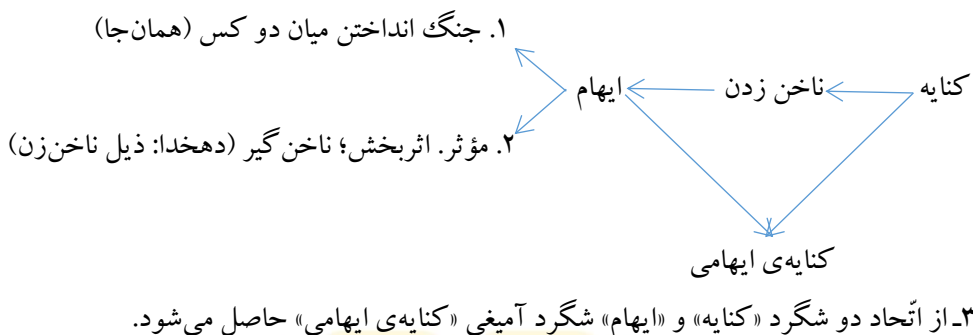 ۱. جنگ انداختن میان دو کس (همان‌جا)
کنایه ناخن زدن ایهام
۲. مؤثر. اثربخش؛ ناخن‌گیر (دهخدا: ذیل ناخن‌زن)
کنایه‌ی ایهامی
۲ـ از اتّحاد دو شگرد «کنایه» و «ایهام» شگرد آمیغی «کنایه‌ی ایهامی» حاصل می‌شود.